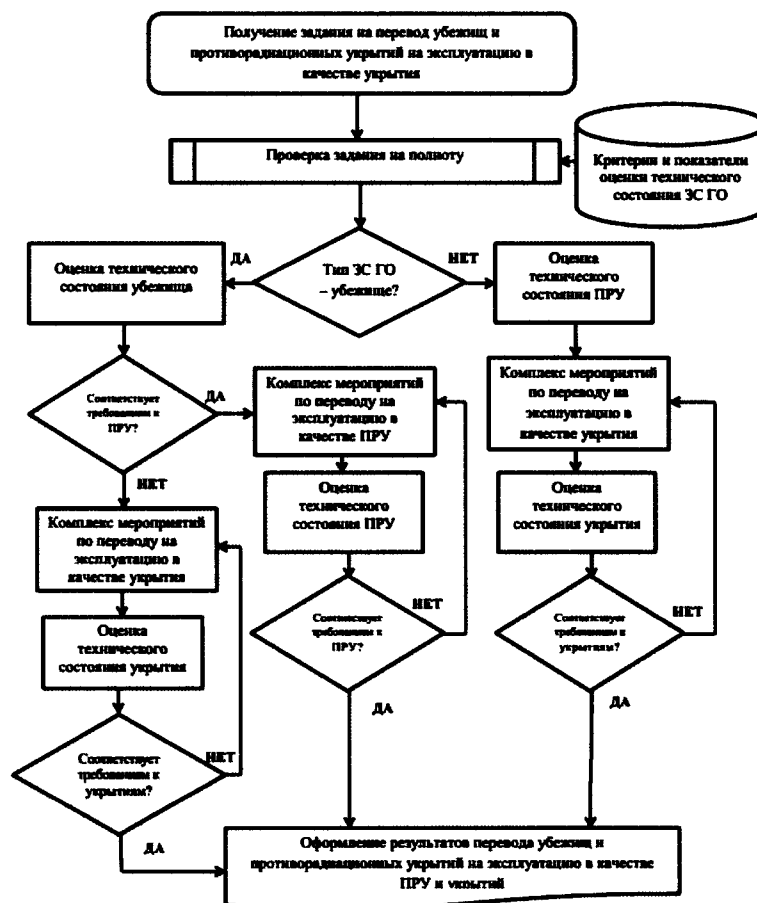 Получение задания на перевод убежищ и
противорадиационных укрытий на эксплуатацию в
качестве укрытия
Проверка задания на полноту
Критерии и показатели
оценки технического
состояния ЗС ГО
Тип ЗС ГО
– убежище?
ДА
НЕТ
Оценка технического
состояния убежища
Оценка
технического
состояния ПРУ
Соответствует
требованиям к
ПРУ?
ДА
НЕТ
Комплекс мероприятий
по переводу на
эксплуатацию в
качестве ПРУ
Комплекс мероприятий
по переводу на
эксплуатацию в
качестве укрытия
Оценка
технического
состояния ПРУ
Оценка
технического
состояния укрытия
Комплекс мероприятий
по переводу на
эксплуатацию в
качестве укрытия
Соответствует
требованиям к
ПРУ?
НЕТ
ДА
Соответствует
требованиям к
укрытиям?
НЕТ
ДА
Оценка
технического
состояния укрытия
Соответствует
требованиям к
укрытиям?
НЕТ
ДА
Оформление результатов перевода убежищ и
противорадиационных укрытий на эксплуатацию в качестве
ПРУ и укрытий